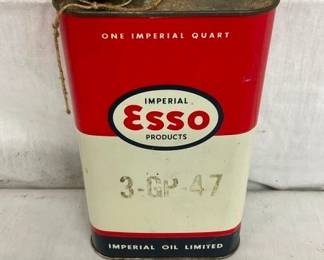 ONE IMPERIAL QUART
IMPERIAL
Esso
PRODUCTS
3-GP-47
IMPERIAL OIL LIMITED